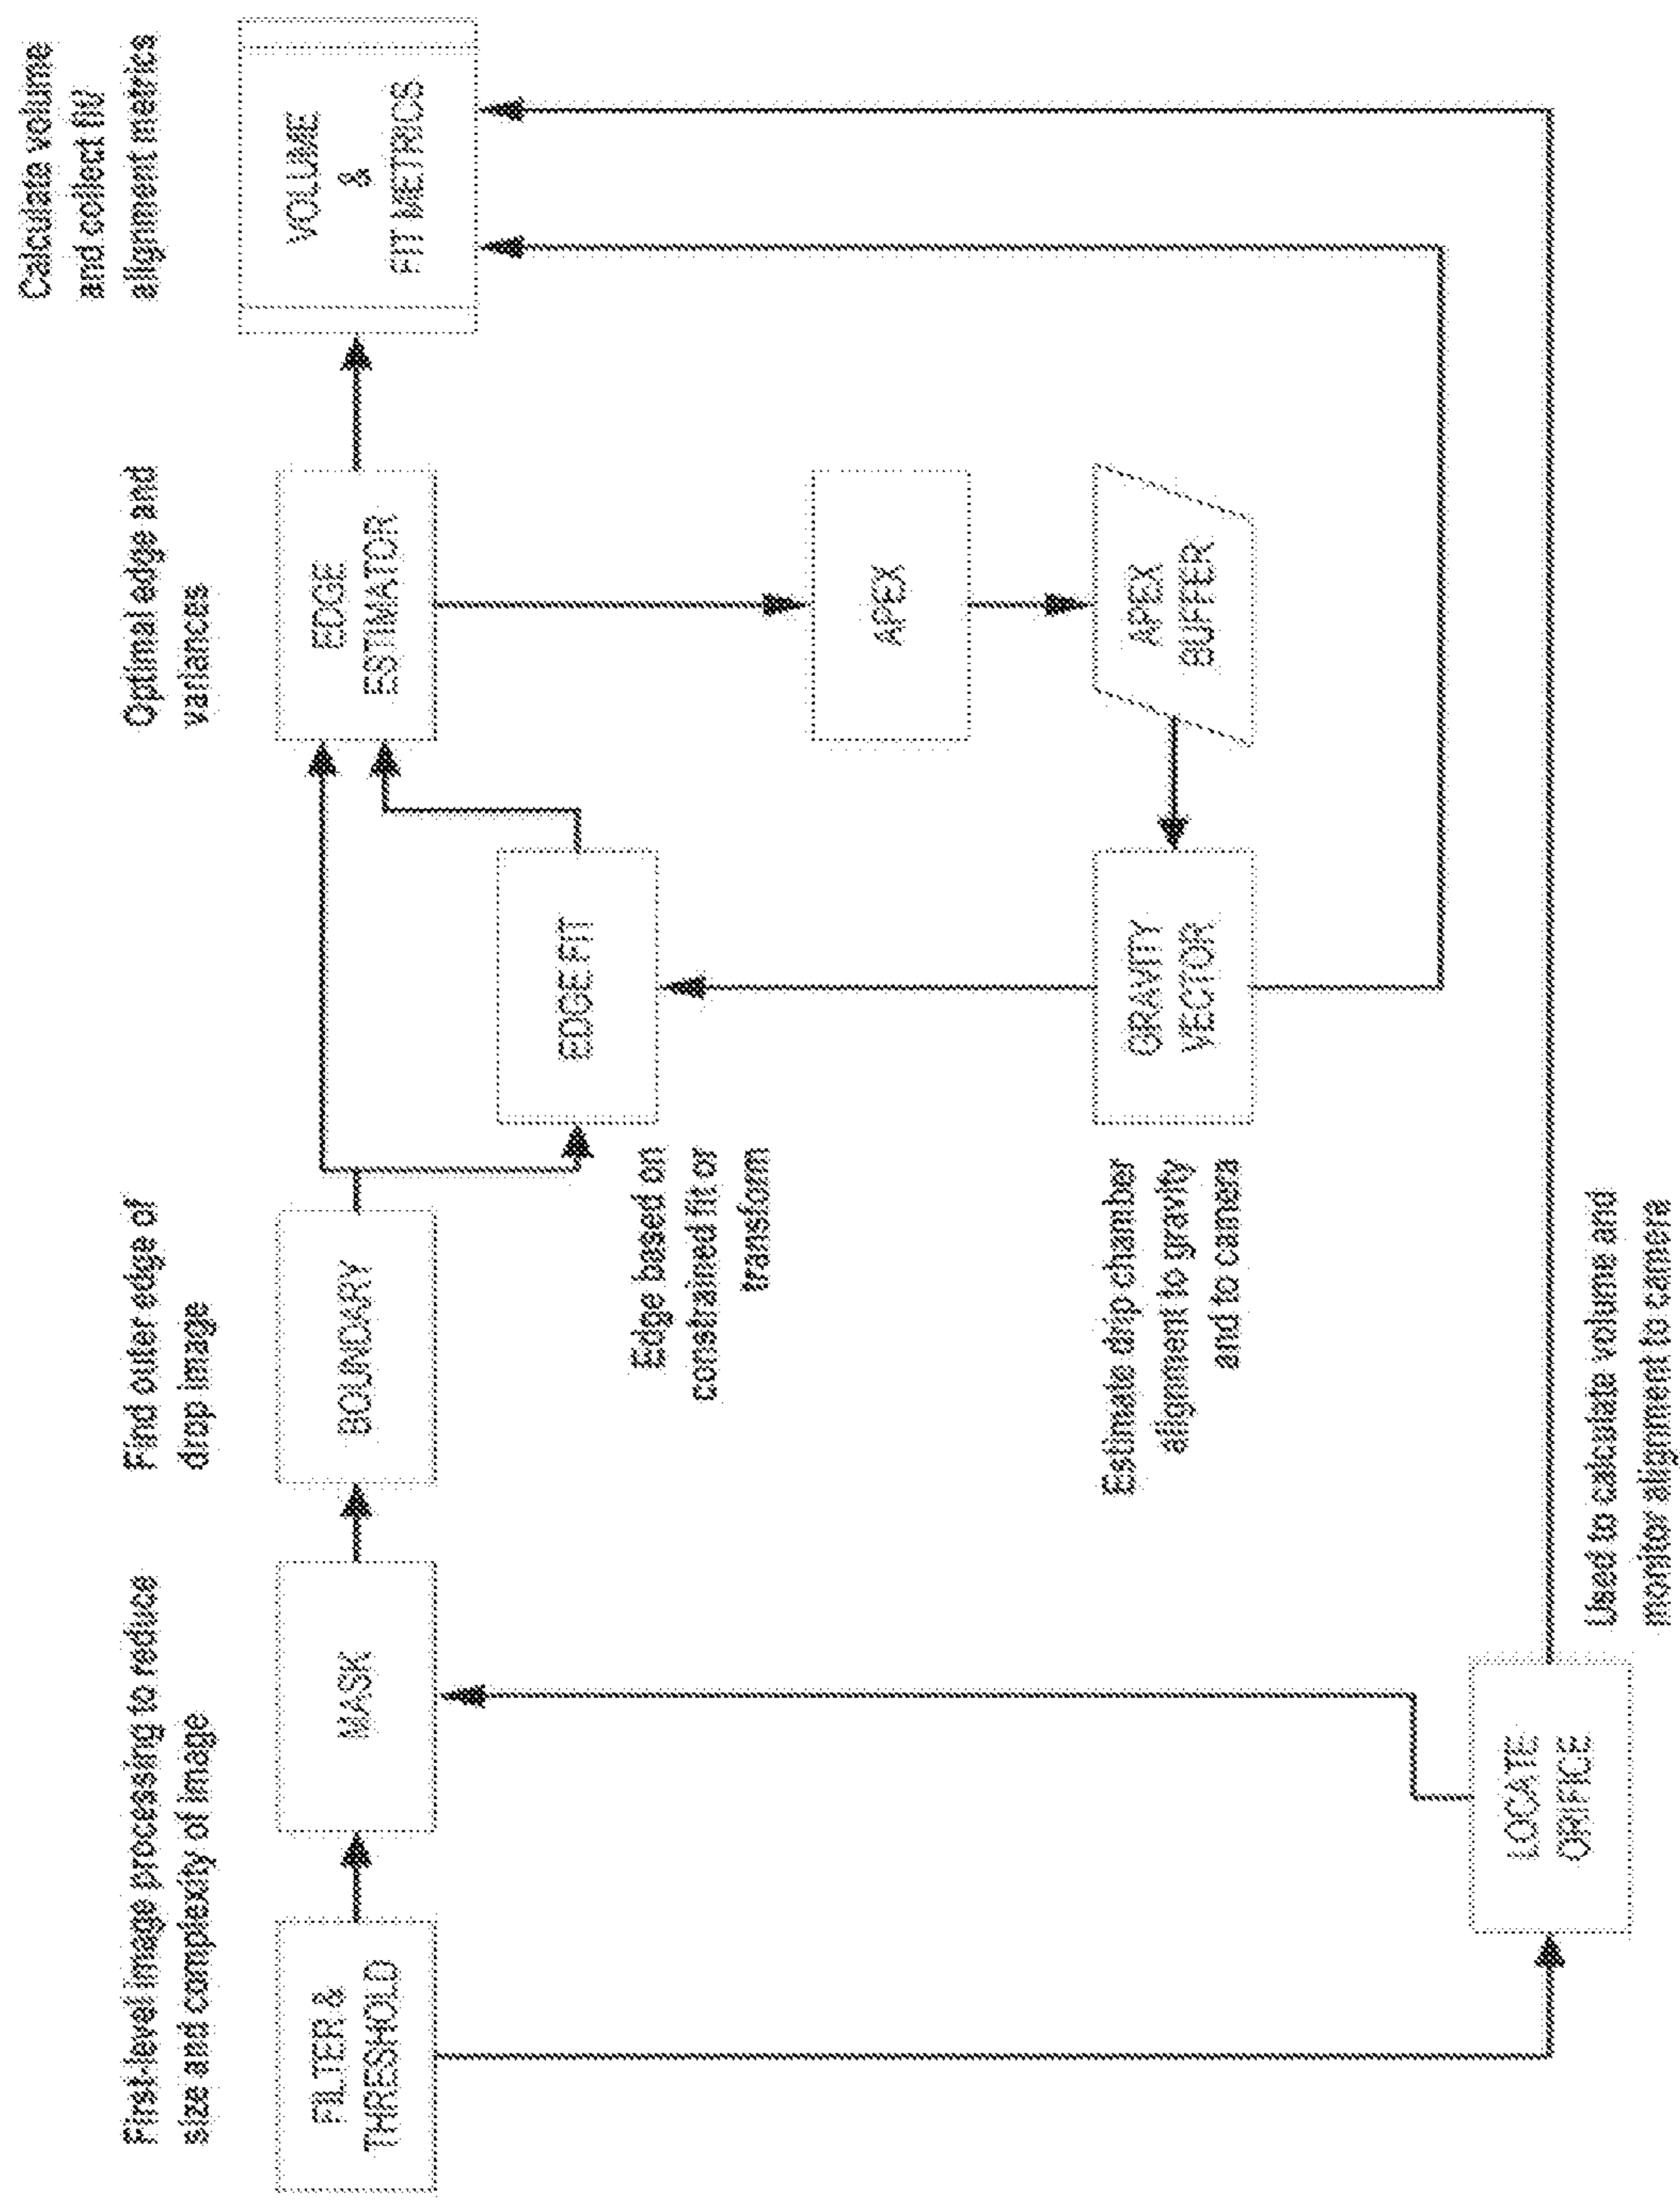 First-level image processing to reduce
size and complexity of image
Find outer edge of
drop image
Optimal edge and
variances
Calculate volume
and collect fit/
alignment metrics
FILTER &
THRESHOLD
MASK
BOUNDARY
EDGE
ESTIMATOR
VOLUME
&
FIT METRICS
EDGE FIT
Edge based on
constrained fit or
transform
APEX
APEX
BUFFER
GRAVITY
VECTOR
Estimate drip chamber
alignment to gravity
and to camera
LOCATE
ORIFICE
Used to calculate volume and
monitor alignment to camera